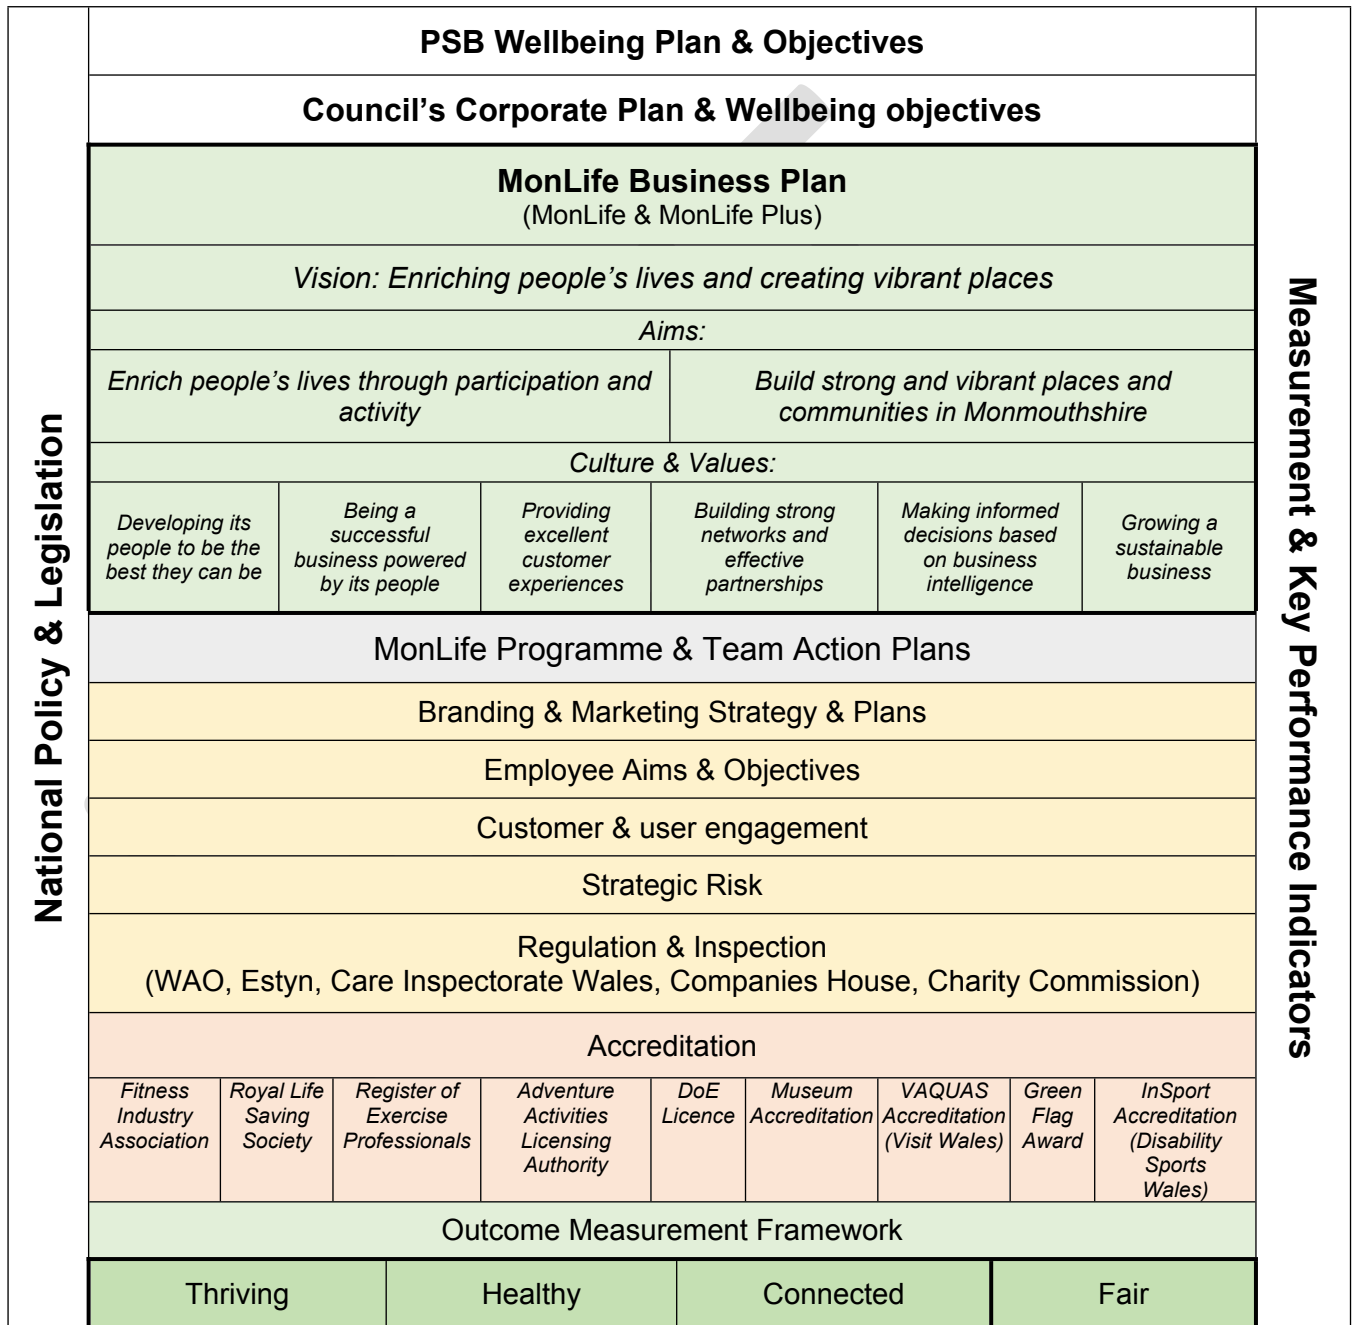 PSB Wellbeing Plan & Objectives
Council's Corporate Plan & Wellbeing objectives
MonLife Business Plan
(MonLife & MonLife Plus)
Vision: Enriching people's lives and creating vibrant places
Aims:
Enrich people's lives through participation and
activity
Build strong and vibrant places and
communities in Monmouthshire
Culture & Values:
Developing its
people to be the
best they can be
Being a
successful
business powered
by its people
Providing
excellent
customer
experiences
Building strong
networks and
effective
partnerships
Making informed
decisions based
on business
intelligence
Growing a
sustainable
business
MonLife Programme & Team Action Plans
Branding & Marketing Strategy & Plans
Employee Aims & Objectives
Customer & user engagement
Strategic Risk
Regulation & Inspection
(WAO, Estyn, Care Inspectorate Wales, Companies House, Charity Commission)
Accreditation
Fitness
Industry
Association
Royal Life
Saving
Society
Register of
Exercise
Professionals
Adventure
Activities
Licensing
Authority
DoE
Licence
Museum
Accreditation
VAQUAS
Accreditation
(Visit Wales)
Green
Flag
Award
InSport
Accreditation
(Disability
Sports
Wales)
Outcome Measurement Framework
Thriving
Healthy
Connected
Fair
National Policy & Legislation
Measurement & Key Performance Indicators